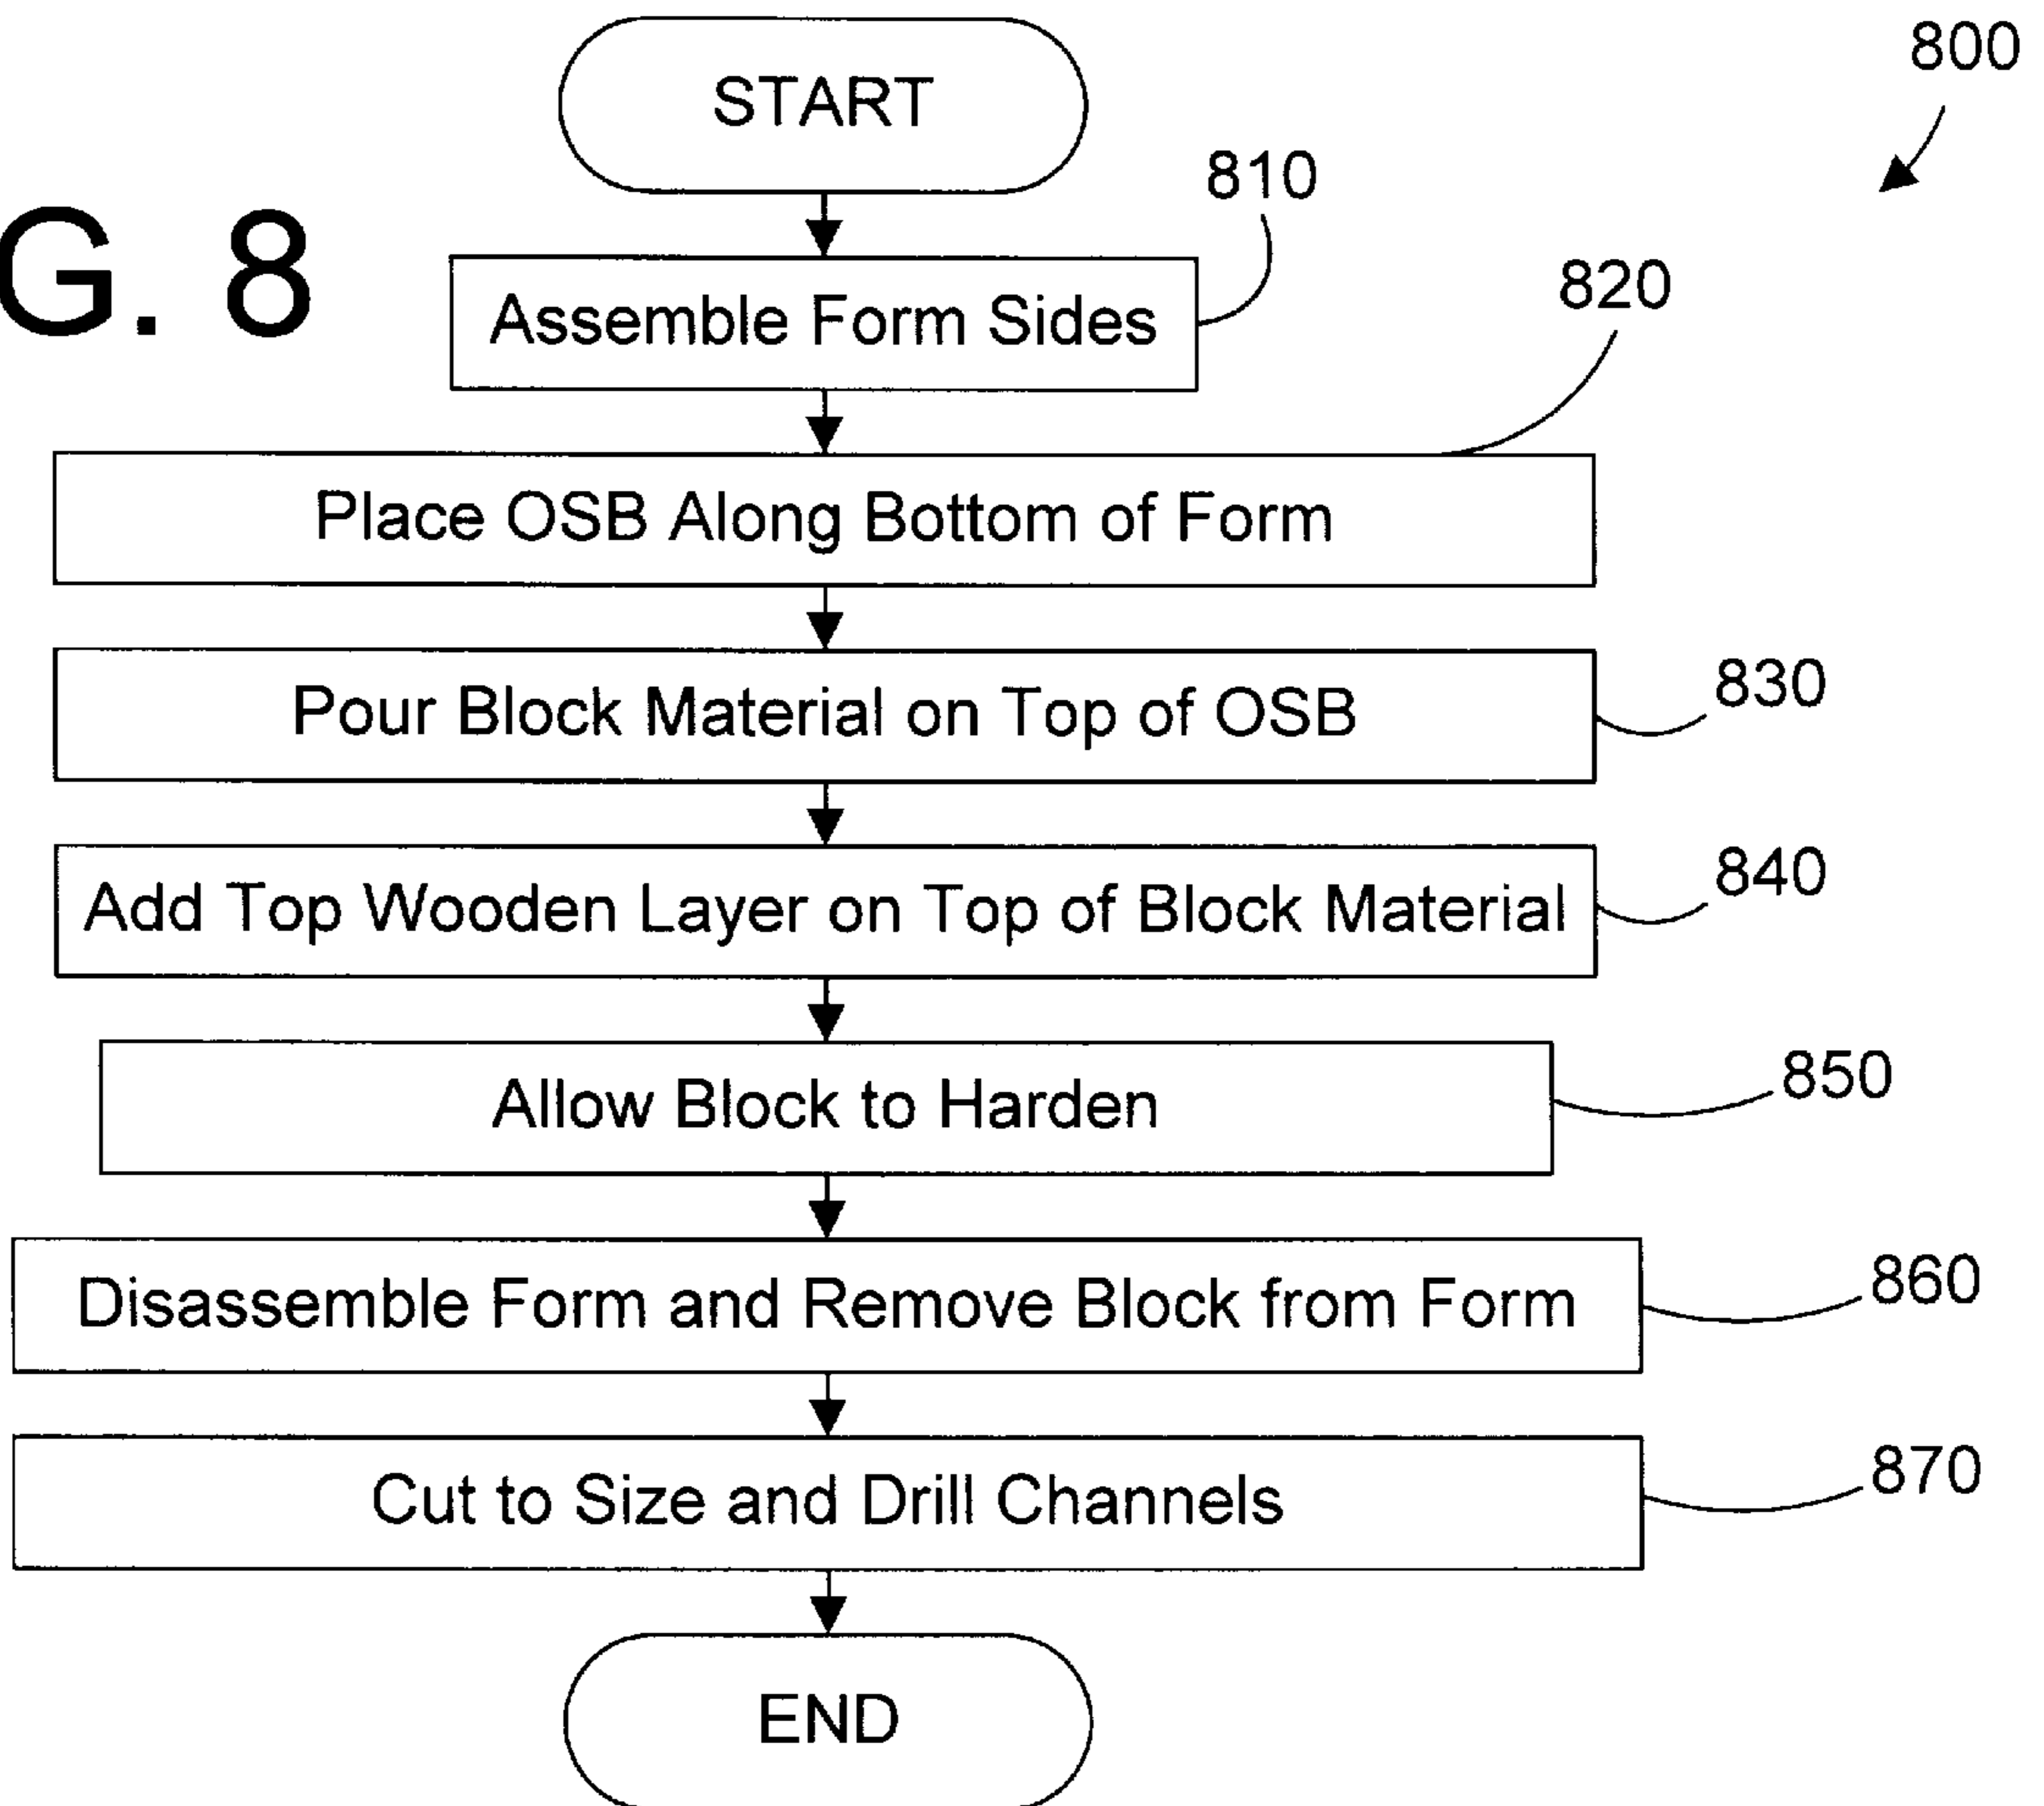 800
START
810
G. 8
Assemble Form Sides
820
Place OSB Along Bottom of Form
830
Pour Block Material on Top of OSB
840
Add Top Wooden Layer on Top of Block Material
850
Allow Block to Harden
860
Disassemble Form and Remove Block from Form
870
Cut to Size and Drill Channels
END